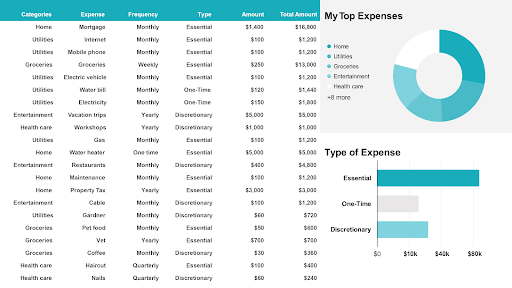 Categories Expense Frequency Type Amount Total Amount
Home Mortgage Monthly Essential $1,400 $16,800
Utilities Internet Monthly Essential $100 $1,200
Utilities Mobile phone Monthly Essential $100 $1,200
Groceries Groceries Weekly Essential $250 $13,000
Utilities Electric vehicle Monthly Essential $100 $1,200
Utilities Water bill Monthly One-Time $120 $1,440
Utilities Electricity Monthly One-Time $150 $1,800
Entertainment Vacation trips Yearly Discretionary $5,000 $5,000
Health care Workshops Yearly Discretionary $1,000 $1,000
Utilities Gas Monthly Essential $100 $1,200
Home Water heater One time Essential $5,000 $5,000
Entertainment Restaurants Monthly Discretionary $400 $4,800
Home Maintenance Monthly Essential $100 $1,200
Home Property Tax Yearly Essential $3,000 $3,000
Entertainment Cable Monthly Discretionary $100 $1,200
Utilities Gardner Monthly Discretionary $60 $720
Groceries Pet food Monthly Essential $50 $600
Groceries Vet Yearly Essential $700 $700
Groceries Coffee Monthly Discretionary $30 $360
Health care Haircut Quarterly Essential $100 $400
Health care Nails Quarterly Discretionary $60 $240
My Top Expenses
Home
Utilities
Groceries
Entertainment
Health care
+8 more
Type of Expense
Essential
One-Time
Discretionary
$0 $10k $40k $80k